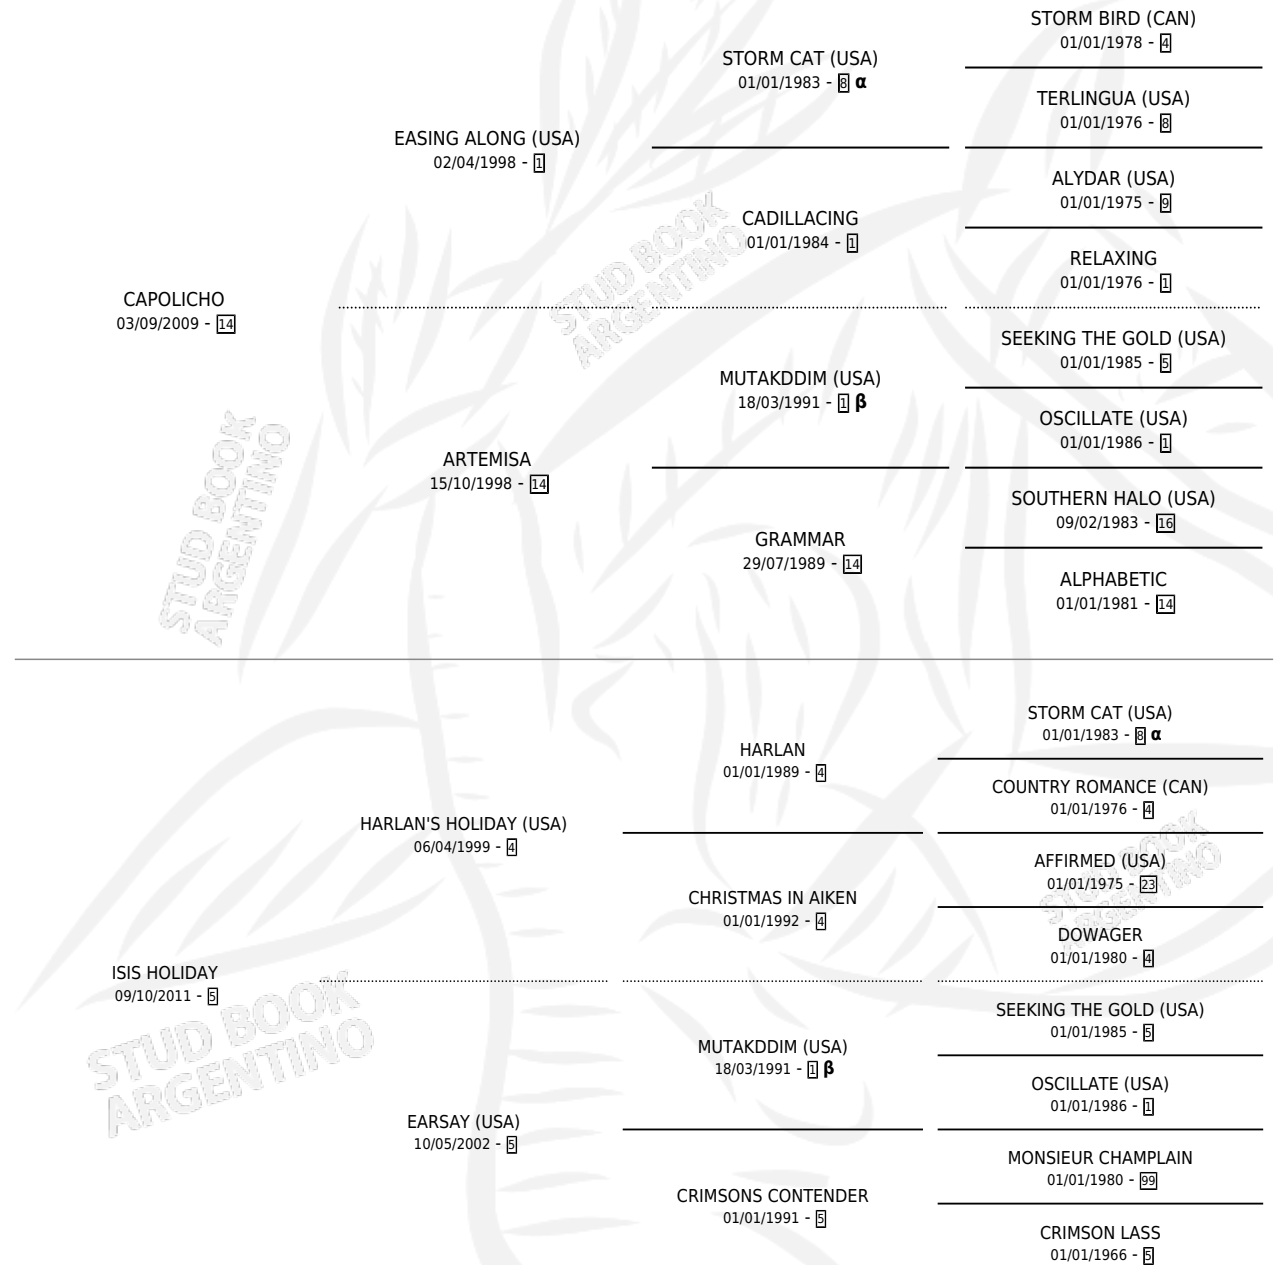 STORM BIRD (CAN)
01/01/1978 - 4
STORM CAT (USA)
01/01/1983 - 8 α
TERLINGUA (USA)
01/01/1976 - 8
EASING ALONG (USA)
02/04/1998 - 1
ALYDAR (USA)
01/01/1975 - 9
CADILLACING
01/01/1984 - 1
RELAXING
01/01/1976 - 1
CAPOLICHO
03/09/2009 - 14
SEEKING THE GOLD (USA)
01/01/1985 - 5
MUTAKDDIM (USA)
18/03/1991 - 1 β
OSCILLATE (USA)
01/01/1986 - 1
ARTEMISA
15/10/1998 - 14
SOUTHERN HALO (USA)
09/02/1983 - 16
GRAMMAR
29/07/1989 - 14
ALPHABETIC
01/01/1981 - 14
STUD BOOK
ARGENTINO
STUD BOOK
ARGENTINO
STORM CAT (USA)
01/01/1983 - 8 α
HARLAN
01/01/1989 - 4
COUNTRY ROMANCE (CAN)
01/01/1976 - 4
HARLAN'S HOLIDAY (USA)
06/04/1999 - 4
AFFIRMED (USA)
01/01/1975 - 23
CHRISTMAS IN AIKEN
01/01/1992 - 4
DOWAGER
01/01/1980 - 4
ISIS HOLIDAY
09/10/2011 - 5
SEEKING THE GOLD (USA)
01/01/1985 - 5
MUTAKDDIM (USA)
18/03/1991 - 1 β
OSCILLATE (USA)
01/01/1986 - 1
EARSAY (USA)
10/05/2002 - 5
MONSIEUR CHAMPLAIN
01/01/1980 - 99
CRIMSONS CONTENDER
01/01/1991 - 5
CRIMSON LASS
01/01/1966 - 5
STUD BOOK
ARGENTINO
STUD BOOK
ARGENTINO